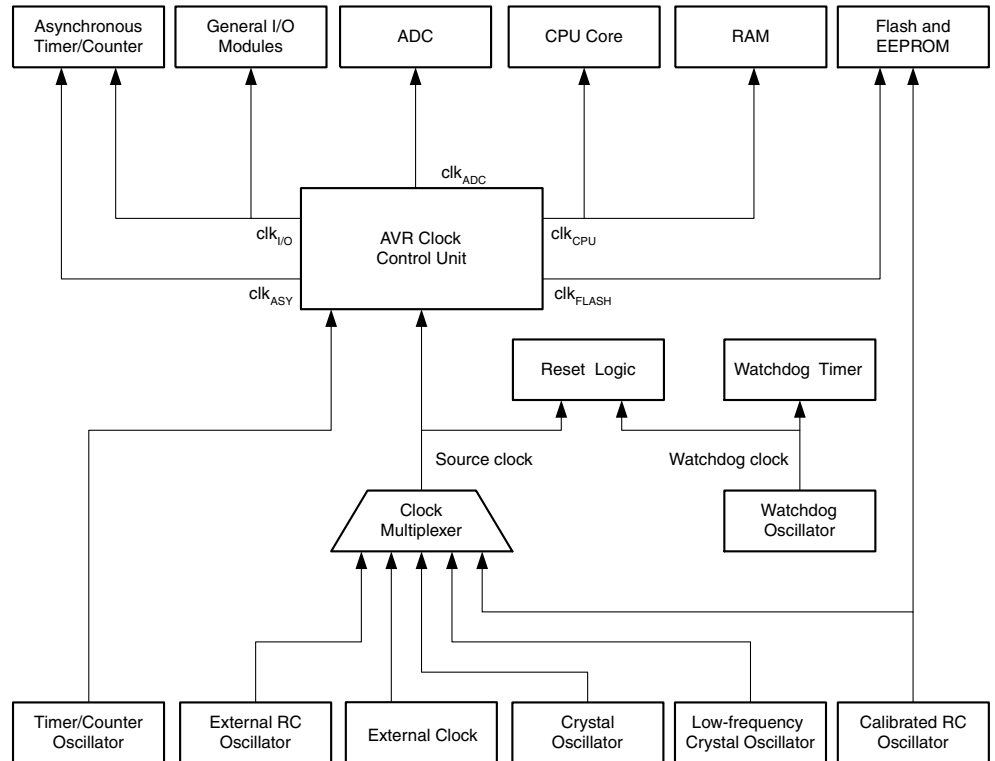 Asynchronous
Timer/Counter
General I/O
Modules
ADC
CPU Core
RAM
Flash and
EEPROM
clkADC
clkI/O
AVR Clock
Control Unit
clkCPU
clkASY
clkFLASH
Reset Logic
Watchdog Timer
Source clock
Watchdog clock
Clock
Multiplexer
Watchdog
Oscillator
Timer/Counter
Oscillator
External RC
Oscillator
External Clock
Crystal
Oscillator
Low-frequency
Crystal Oscillator
Calibrated RC
Oscillator